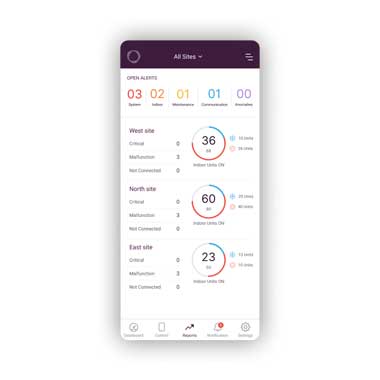 All Sites
OPEN ALERTS
03 02 01 01 00
System Indoor Maintenance Communication Anomalies
West site
Critical 0
Malfunction 3
Not Connected 0
36
Indoor Units ON
10 Units
26 Units
North site
Critical 0
Malfunction 3
Not Connected 0
60
Indoor Units ON
20 Units
40 Units
East site
Critical 0
Malfunction 3
Not Connected 0
23
Indoor Units ON
13 Units
10 Units
Dashboard Control Reports Notification Settings